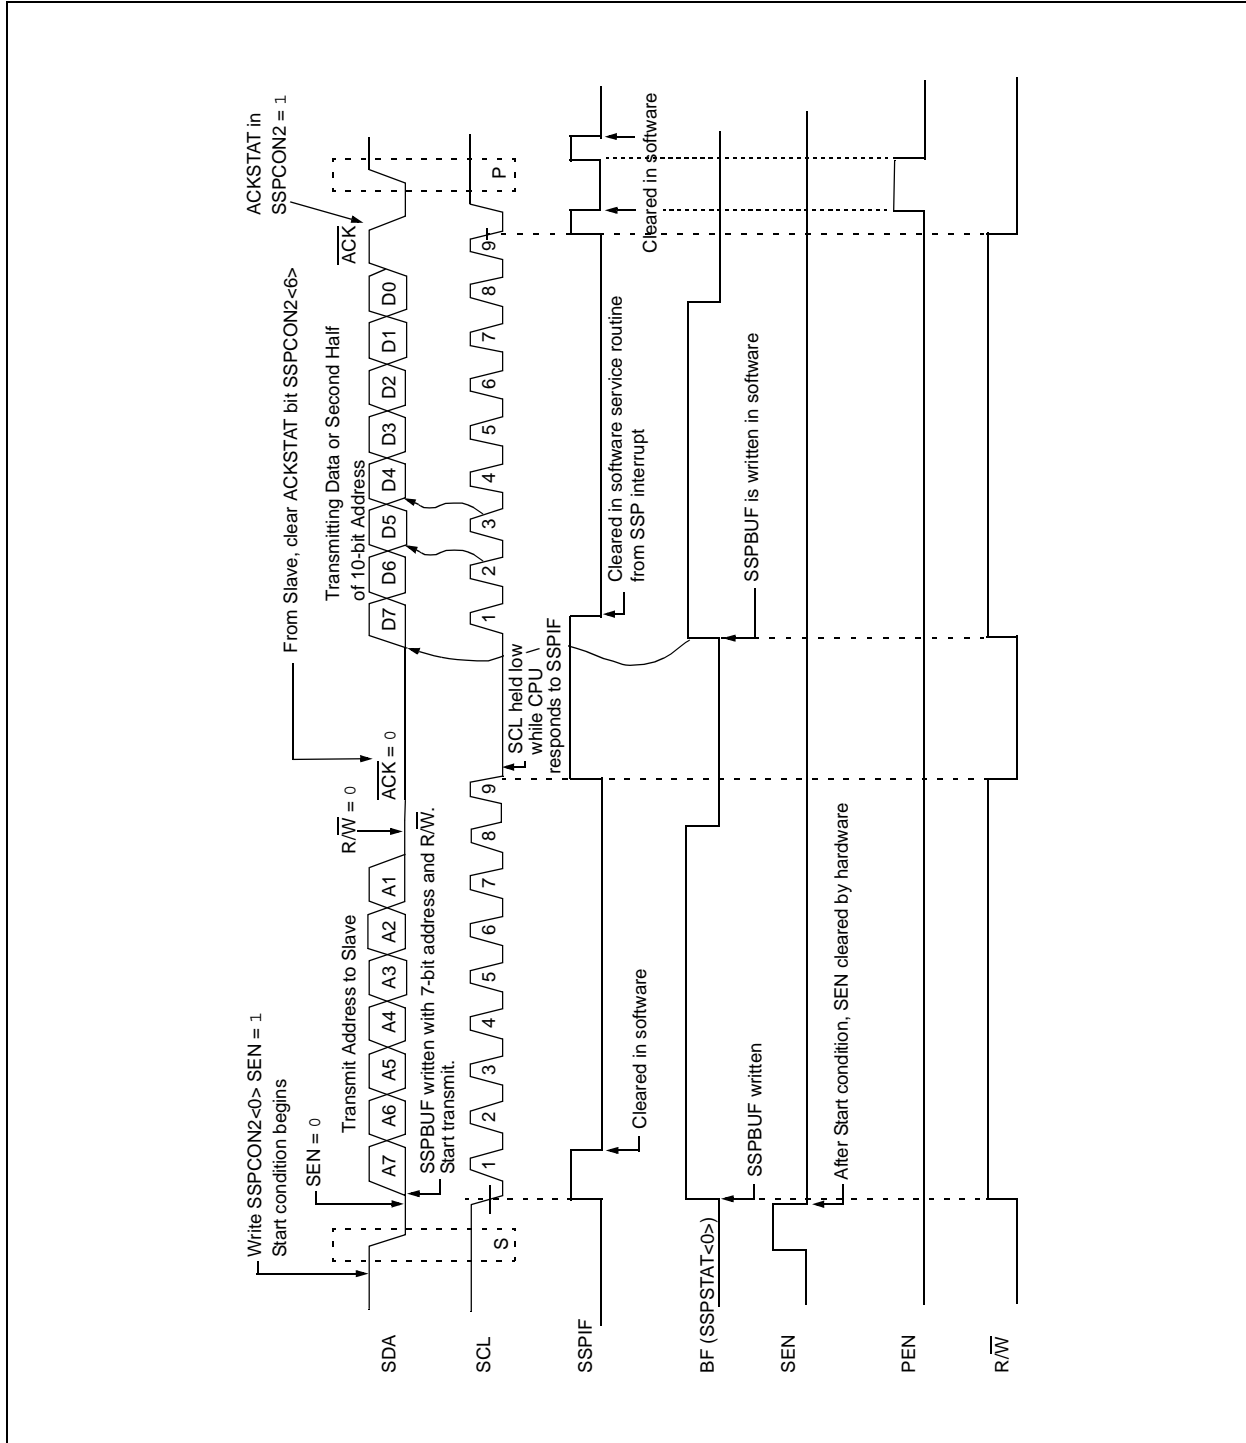 Write SSPCON2<0> SEN = 1
Start condition begins
SEN = 0
Transmit Address to Slave
R/W = 0
From Slave, clear ACKSTAT bit SSPCON2<6>
ACK = 0
Transmitting Data or Second Half
of 10-bit Address
ACKSTAT in
SSPCON2 = 1
ACK
SDA
A7 A6 A5 A4 A3 A2 A1
D7 D6 D5 D4 D3 D2 D1 D0
SSPBUF written with 7-bit address and R/W.
Start transmit.
SCL
S
1 2 3 4 5 6 7 8 9
1 2 3 4 5 6 7 8 9
P
SCL held low
while CPU
responds to SSPIF
SSPIF
Cleared in software
Cleared in software service routine
from SSP interrupt
Cleared in software
BF (SSPSTAT<0>)
SSPBUF written
SSPBUF is written in software
SEN
After Start condition, SEN cleared by hardware
PEN
R/W